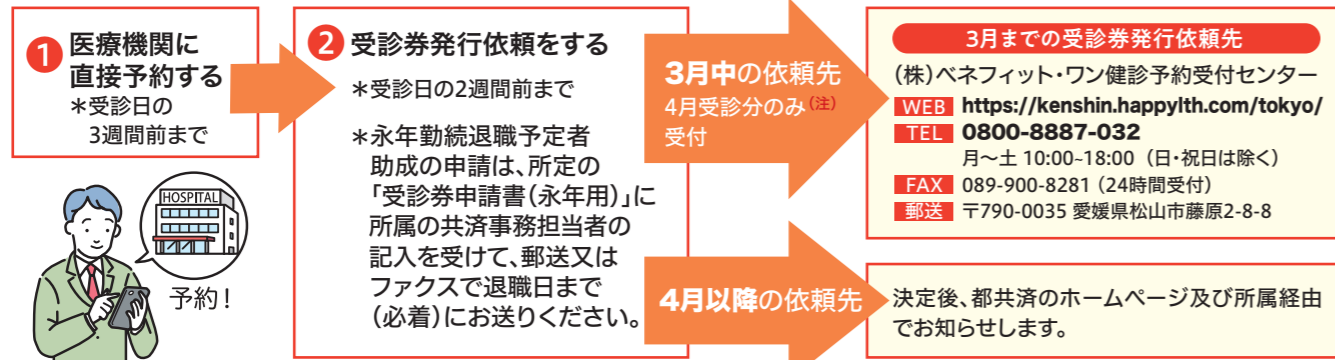 1 医療機関に
直接予約する
＊受診日の
3週間前まで
HOSPITAL
予約！
2 受診券発行依頼をする
＊受診日の2週間前まで
＊永年勤続退職予定者
助成の申請は、所定の
「受診券申請書（永年用）」に
所属の共済事務担当者の
記入を受けて、郵送又は
ファクスで退職日まで
（必着）にお送りください。
3月中の依頼先
4月受診分のみ（注）
受付
3月までの受診券発行依頼先
（株）ベネフィット・ワン健診予約受付センター
WEB https://kenshin.happylth.com/tokyo/
TEL 0800-8887-032
月〜土 10:00~18:00（日・祝日は除く）
FAX 089-900-8281（24時間受付）
郵送 〒790-0035 愛媛県松山市藤原2-8-8
4月以降の依頼先
決定後、都共済のホームページ及び所属経由
でお知らせします。